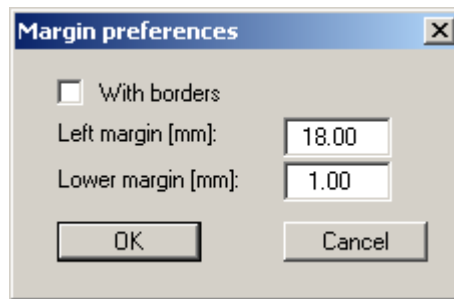 Margin preferences
With borders
Left margin [mm]: 18.00
Lower margin [mm]: 1.00
OK Cancel